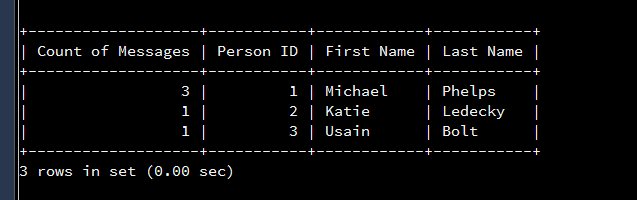 +--------------------+-----------+------------+-----------+
| Count of Messages | Person ID | First Name | Last Name |
+--------------------+-----------+------------+-----------+
| 3 | 1 | Michael | Phelps |
| 1 | 2 | Katie | Ledecky |
| 1 | 3 | Usain | Bolt |
+--------------------+-----------+------------+-----------+
3 rows in set (0.00 sec)